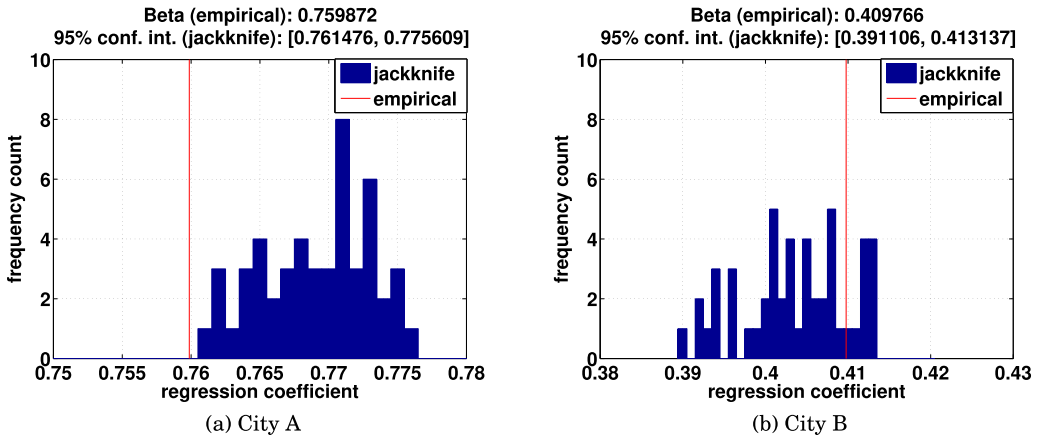 Beta (empirical): 0.759872
95% conf. int. (jackknife): [0.761476, 0.775609]
10
8
6
4
2
0
frequency count
jackknife
empirical
0.75 0.755 0.76 0.765 0.77 0.775 0.78
regression coefficient
(a) City A
Beta (empirical): 0.409766
95% conf. int. (jackknife): [0.391106, 0.413137]
10
8
6
4
2
0
frequency count
jackknife
empirical
0.38 0.39 0.4 0.41 0.42 0.43
regression coefficient
(b) City B